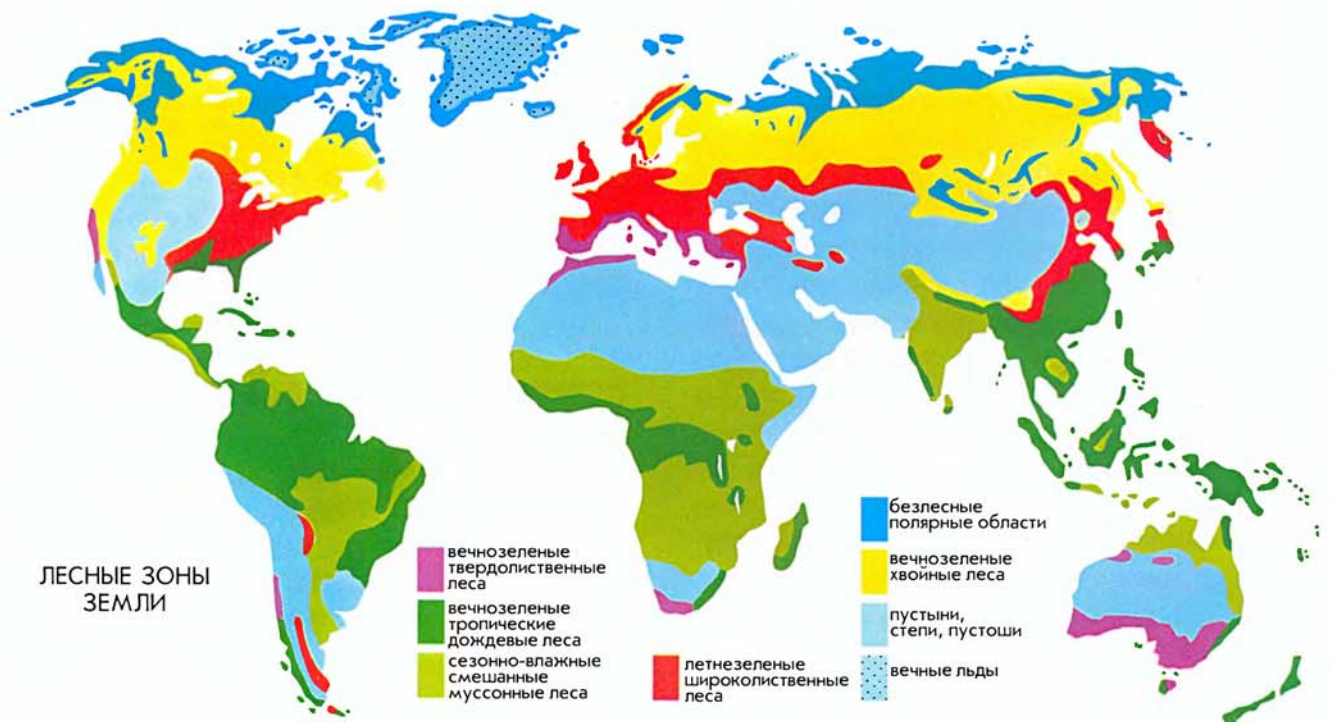 ЛЕСНЫЕ ЗОНЫ
ЗЕМЛИ
вечнозеленые
твердолиственные
леса
вечнозеленые
тропические
дождевые леса
сезонно-влажные
смешанные
муссонные леса
летнезеленые
широколиственные
леса
безлесные
полярные области
вечнозеленые
хвойные леса
пустыни,
степи, пустоши
вечные льды